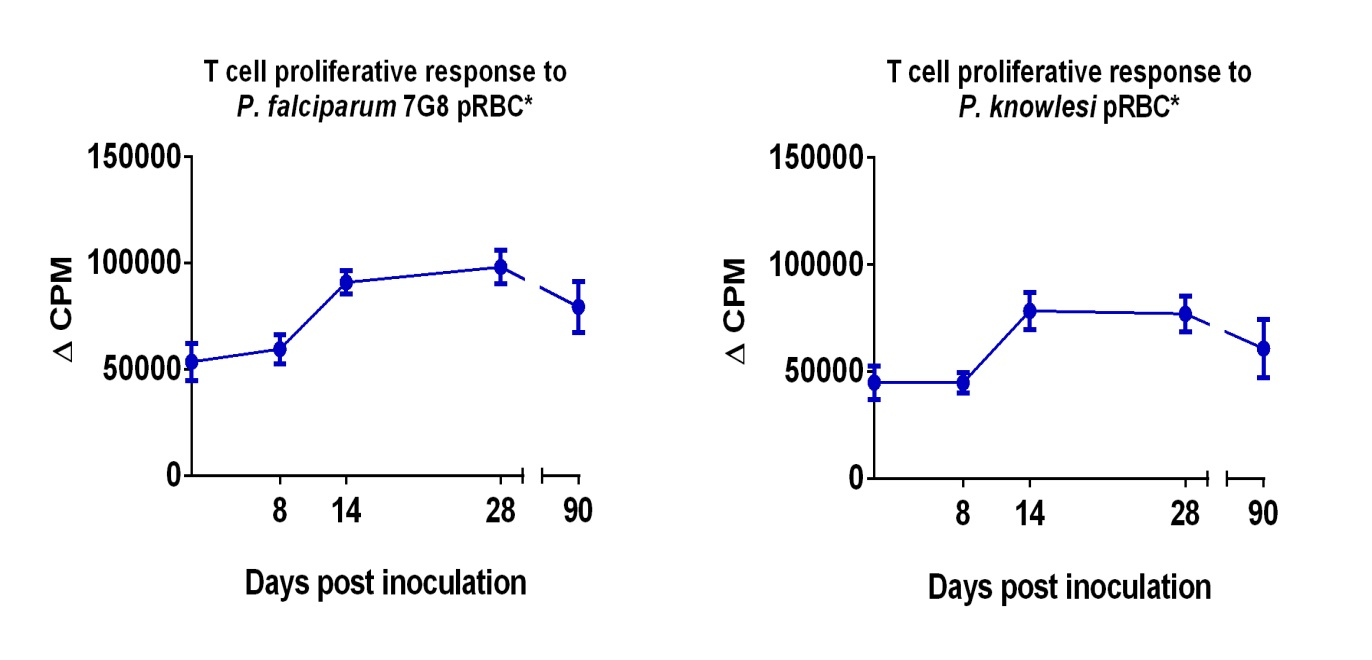 T cell proliferative response to
P. falciparum 7G8 pRBC*
150000
100000
50000
0
Δ CPM
8 14 28 90
Days post inoculation
T cell proliferative response to
P. knowlesi pRBC*
150000
100000
50000
0
Δ CPM
8 14 28 90
Days post inoculation